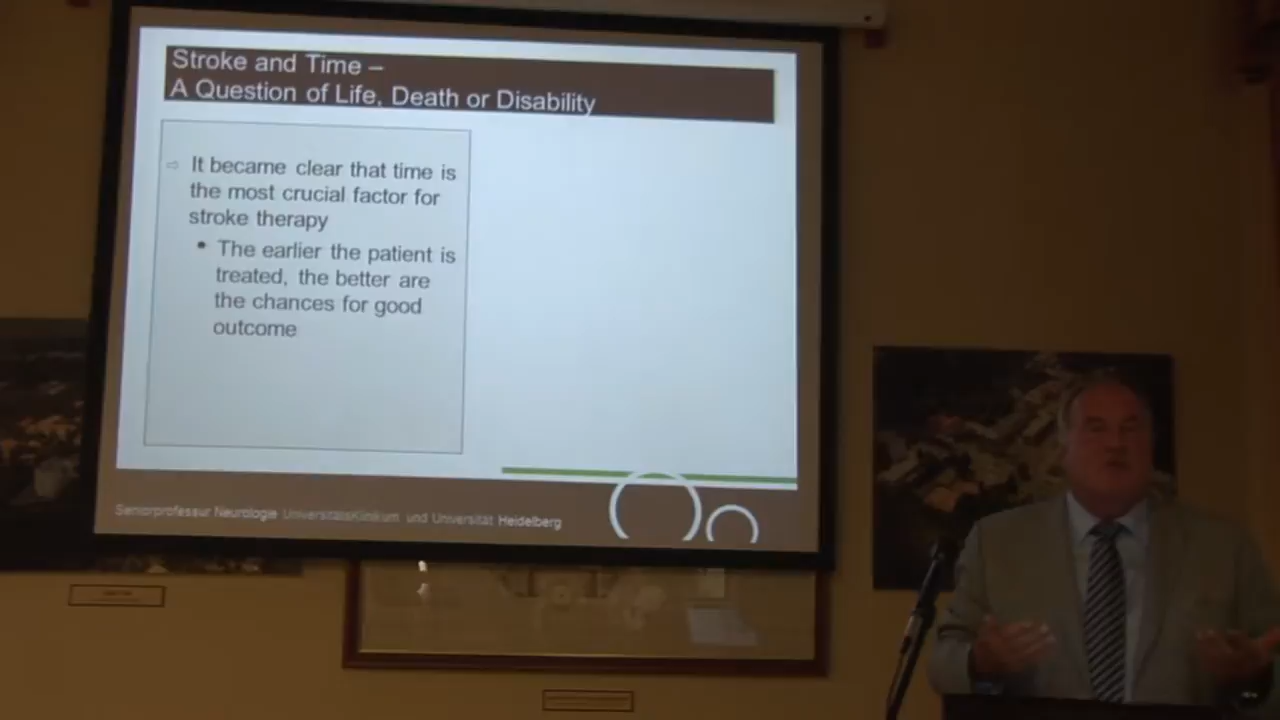 Stroke and Time –
A Question of Life, Death or Disability
⇨ It became clear that time is
the most crucial factor for
stroke therapy
• The earlier the patient is
treated, the better are
the chances for good
outcome
Seniorprofessur Neurologie UniversitätsKlinikum und Universität Heidelberg